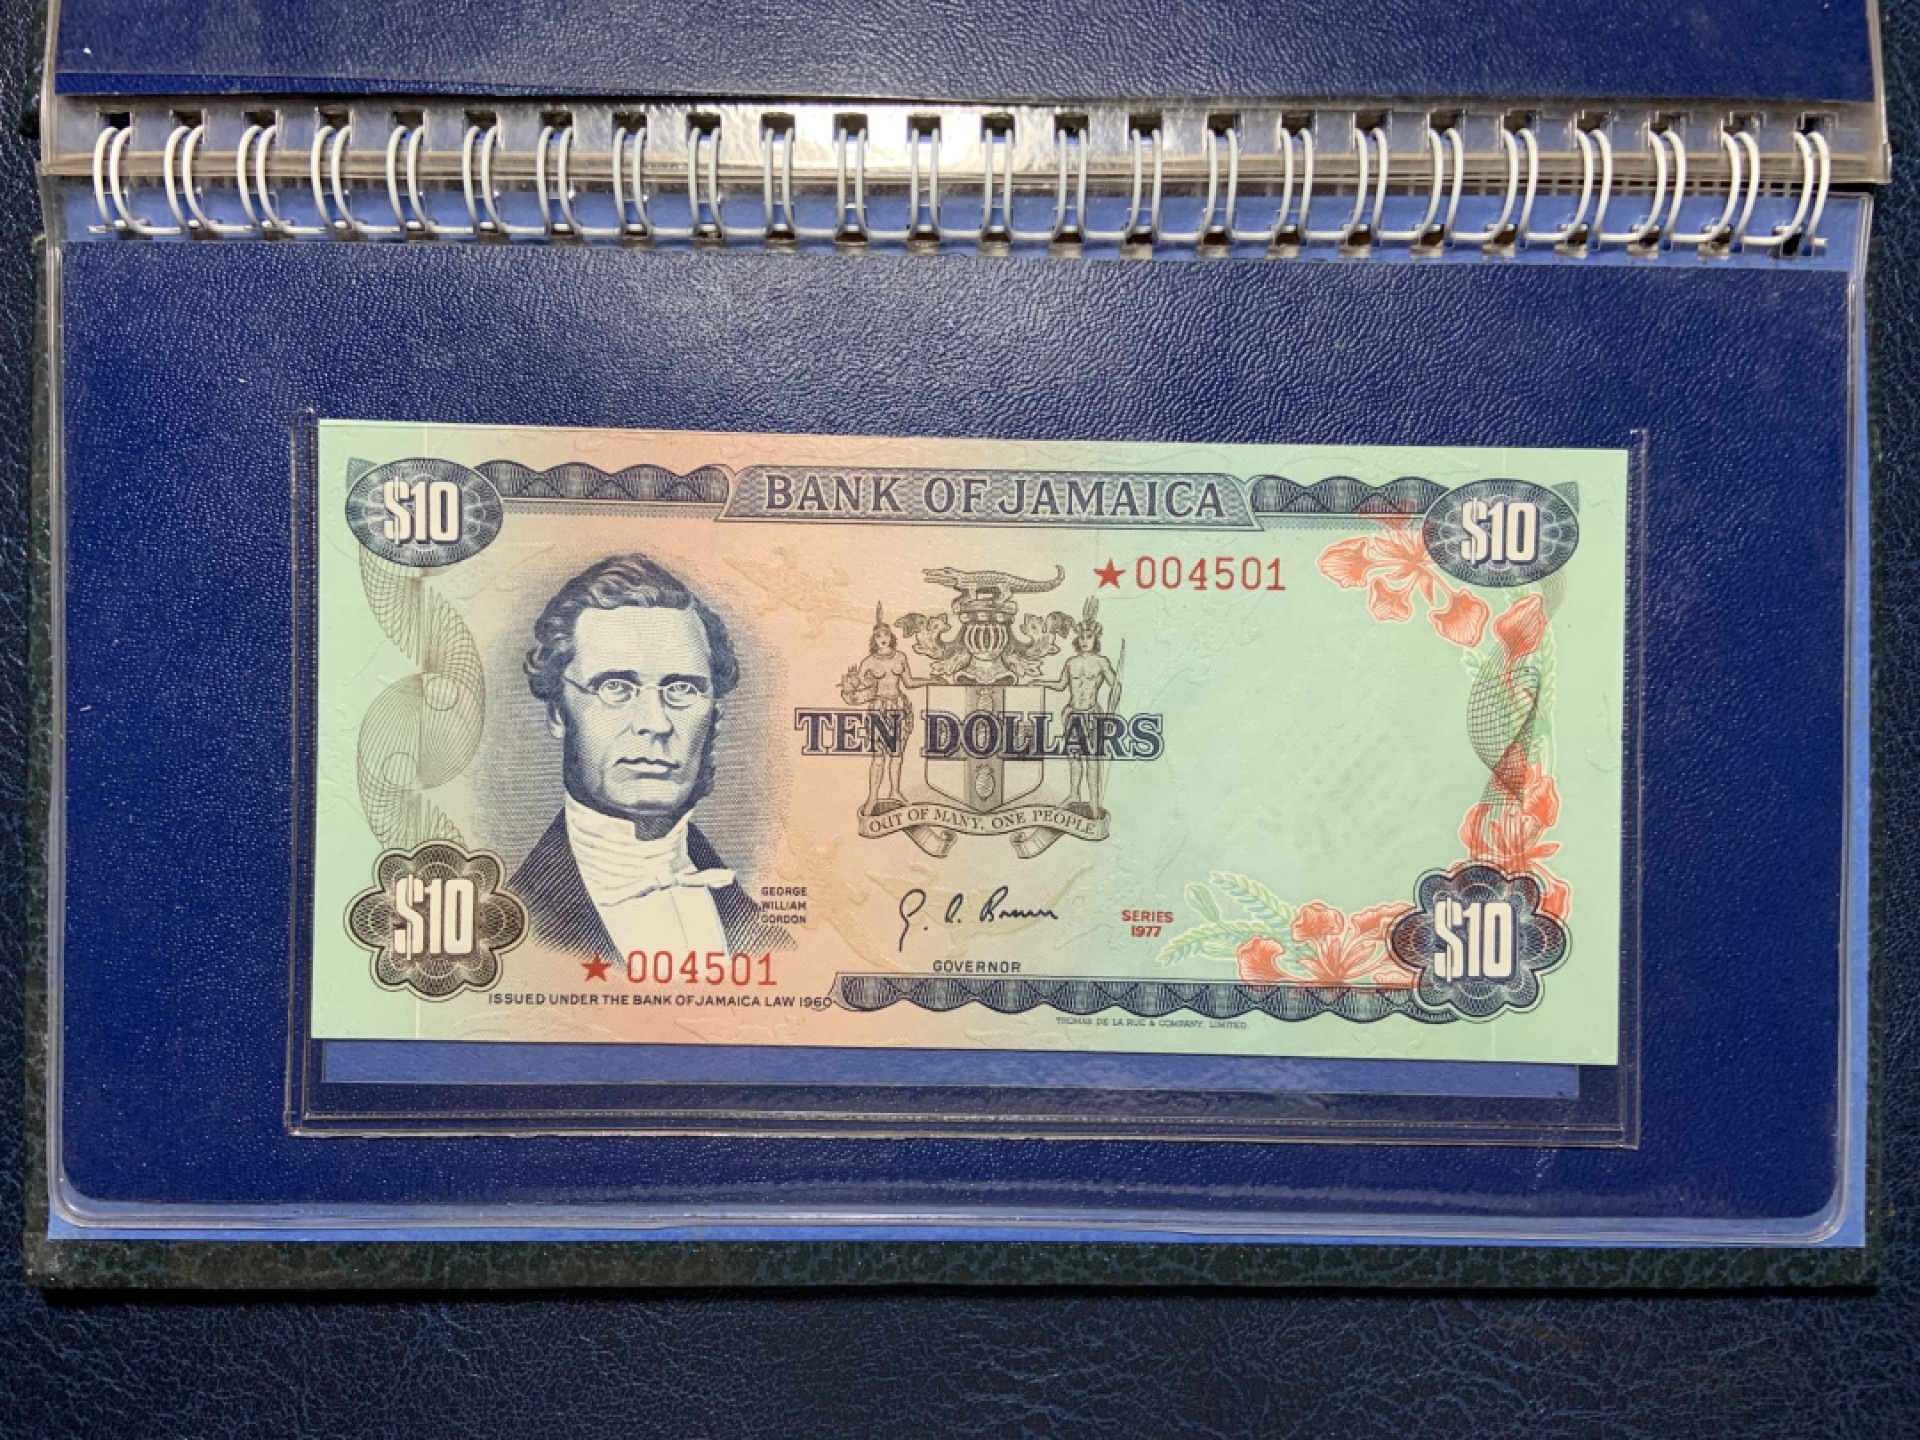 $10
BANK OF JAMAICA
$10
★004501
TEN DOLLARS
OUT OF MANY, ONE PEOPLE
GEORGE
WILLIAM
GORDON
G. A. Brown
SERIES
1977
$10
★004501
GOVERNOR
$10
ISSUED UNDER THE BANK OF JAMAICA LAW 1960
THOMAS DE LA RUE & COMPANY, LIMITED